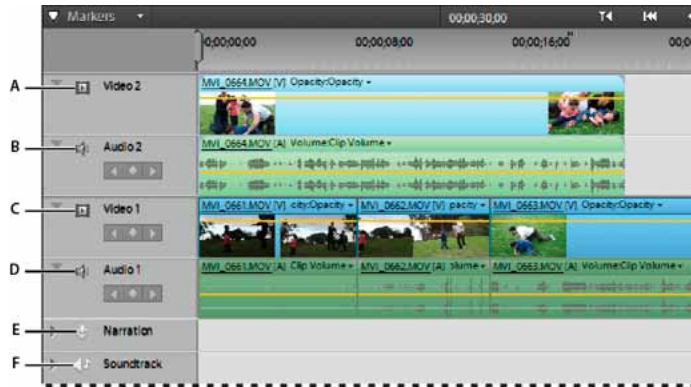 Markers 00;00;30;00
0;00;00;00 00;00;08;00 00;00;16;00 00;0
A Video 2 MVI_0664.MOV [V] Opacity:Opacity
B Audio 2 MVI_0664.MOV [A] Volume:Clip Volume
C Video 1 MVI_0661.MOV [V] city:Opacity MVI_0662.MOV [V] pacity MVI_0663.MOV [V] Opacity:Opacity
D Audio 1 MVI_0661.MOV [A] Clip Volume MVI_0662.MOV [A] olume MVI_0663.MOV [A] Volume:Clip Volume
E Narration
F Soundtrack